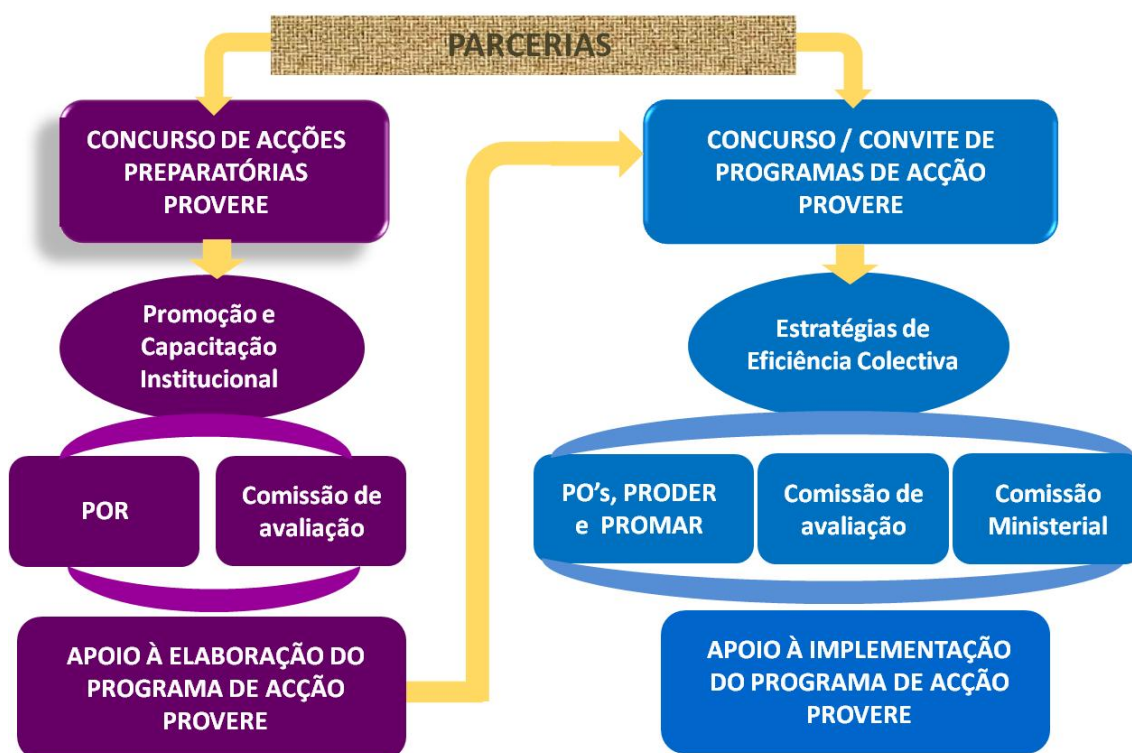 PARCERIAS
CONCURSO DE ACÇÕES
PREPARATÓRIAS
PROVERE
Promoção e
Capacitação
Institucional
POR
Comissão de
avaliação
APOIO À ELABORAÇÃO DO
PROGRAMA DE ACÇÃO
PROVERE
CONCURSO / CONVITE DE
PROGRAMAS DE ACÇÃO
PROVERE
Estratégias de
Eficiência Colectiva
PO's, PRODER
e PROMAR
Comissão de
avaliação
Comissão
Ministerial
APOIO À IMPLEMENTAÇÃO
DO PROGRAMA DE ACÇÃO
PROVERE